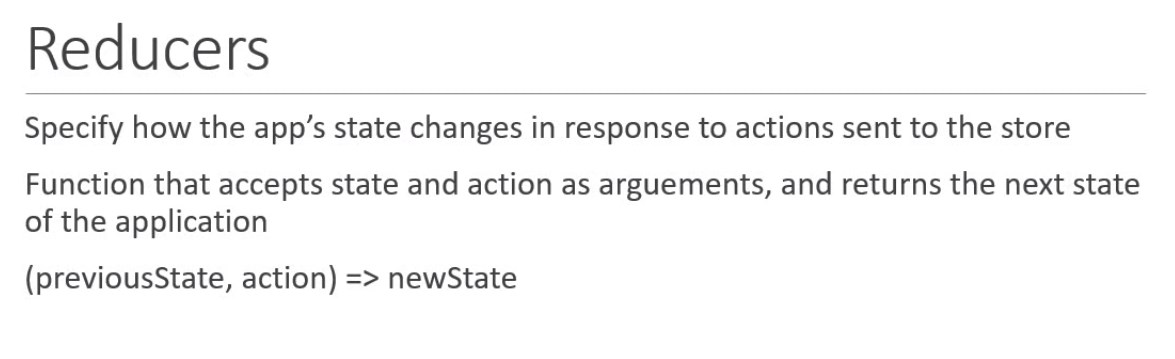 Reducers
Specify how the app’s state changes in response to actions sent to the store
Function that accepts state and action as arguements, and returns the next state
of the application
(previousState, action) => newState